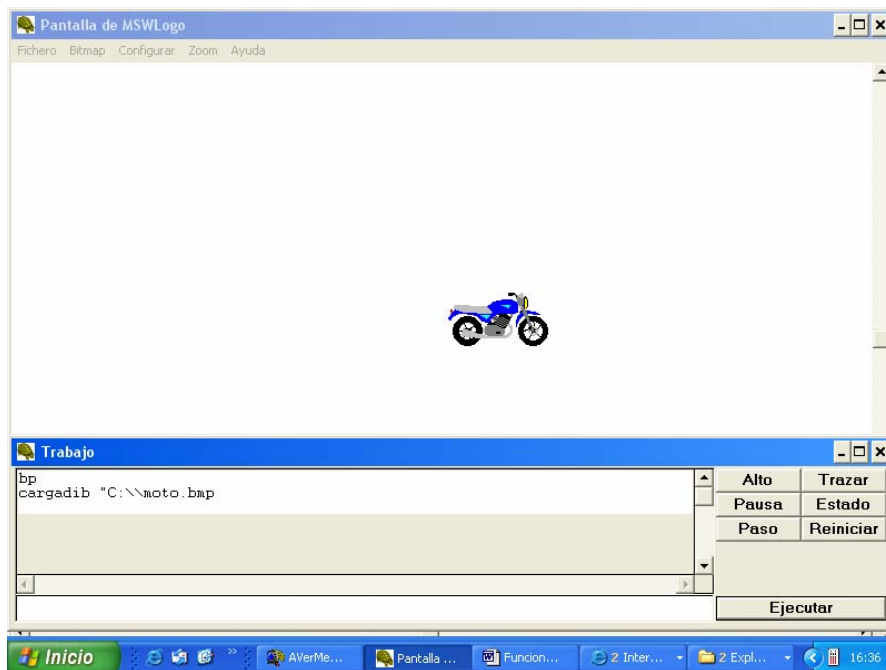 Pantalla de MSWLogo
Fichero Bitmap Configurar Zoom Ayuda
Trabajo
bp
cargadib "C:\\moto.bmp
Alto Trazar
Pausa Estado
Paso Reiniciar
Ejecutar
Inicio » AVerMe... Pantalla ... Funcion... 2 Inter... 2 Expl... 16:36